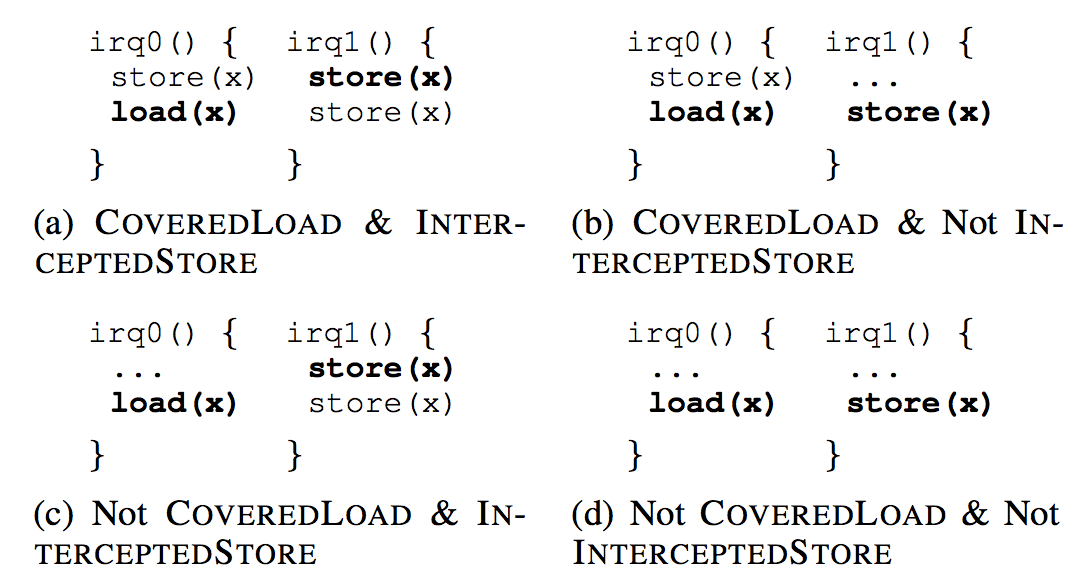 irq0() { irq1() {
store(x) store(x)
load(x) store(x)
} }
(a) COVEREDLOAD & INTER-
CEPTEDSTORE
irq0() { irq1() {
store(x) ...
load(x) store(x)
} }
(b) COVEREDLOAD & Not IN-
TERCEPTEDSTORE
irq0() { irq1() {
... store(x)
load(x) store(x)
} }
(c) Not COVEREDLOAD & IN-
TERCEPTEDSTORE
irq0() { irq1() {
... ...
load(x) store(x)
} }
(d) Not COVEREDLOAD & Not
INTERCEPTEDSTORE